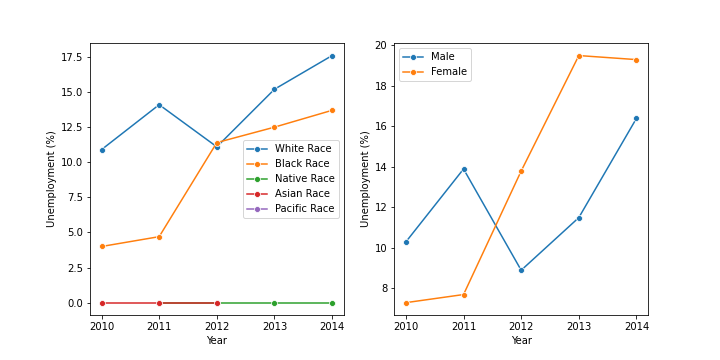 17.5
15.0
12.5
10.0
7.5
5.0
2.5
0.0
Unemployment (%)
White Race
Black Race
Native Race
Asian Race
Pacific Race
2010 2011 2012 2013 2014
Year
20
18
16
14
12
10
8
Unemployment (%)
Male
Female
2010 2011 2012 2013 2014
Year